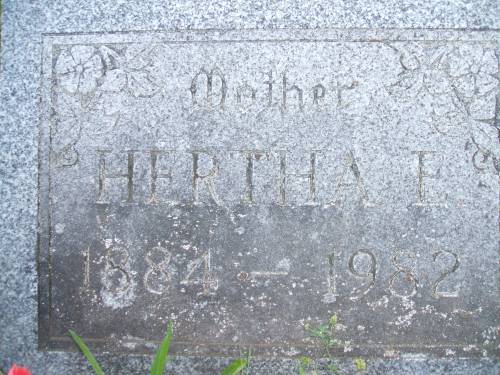 Mother
HERTHA E.
1884 – 1982